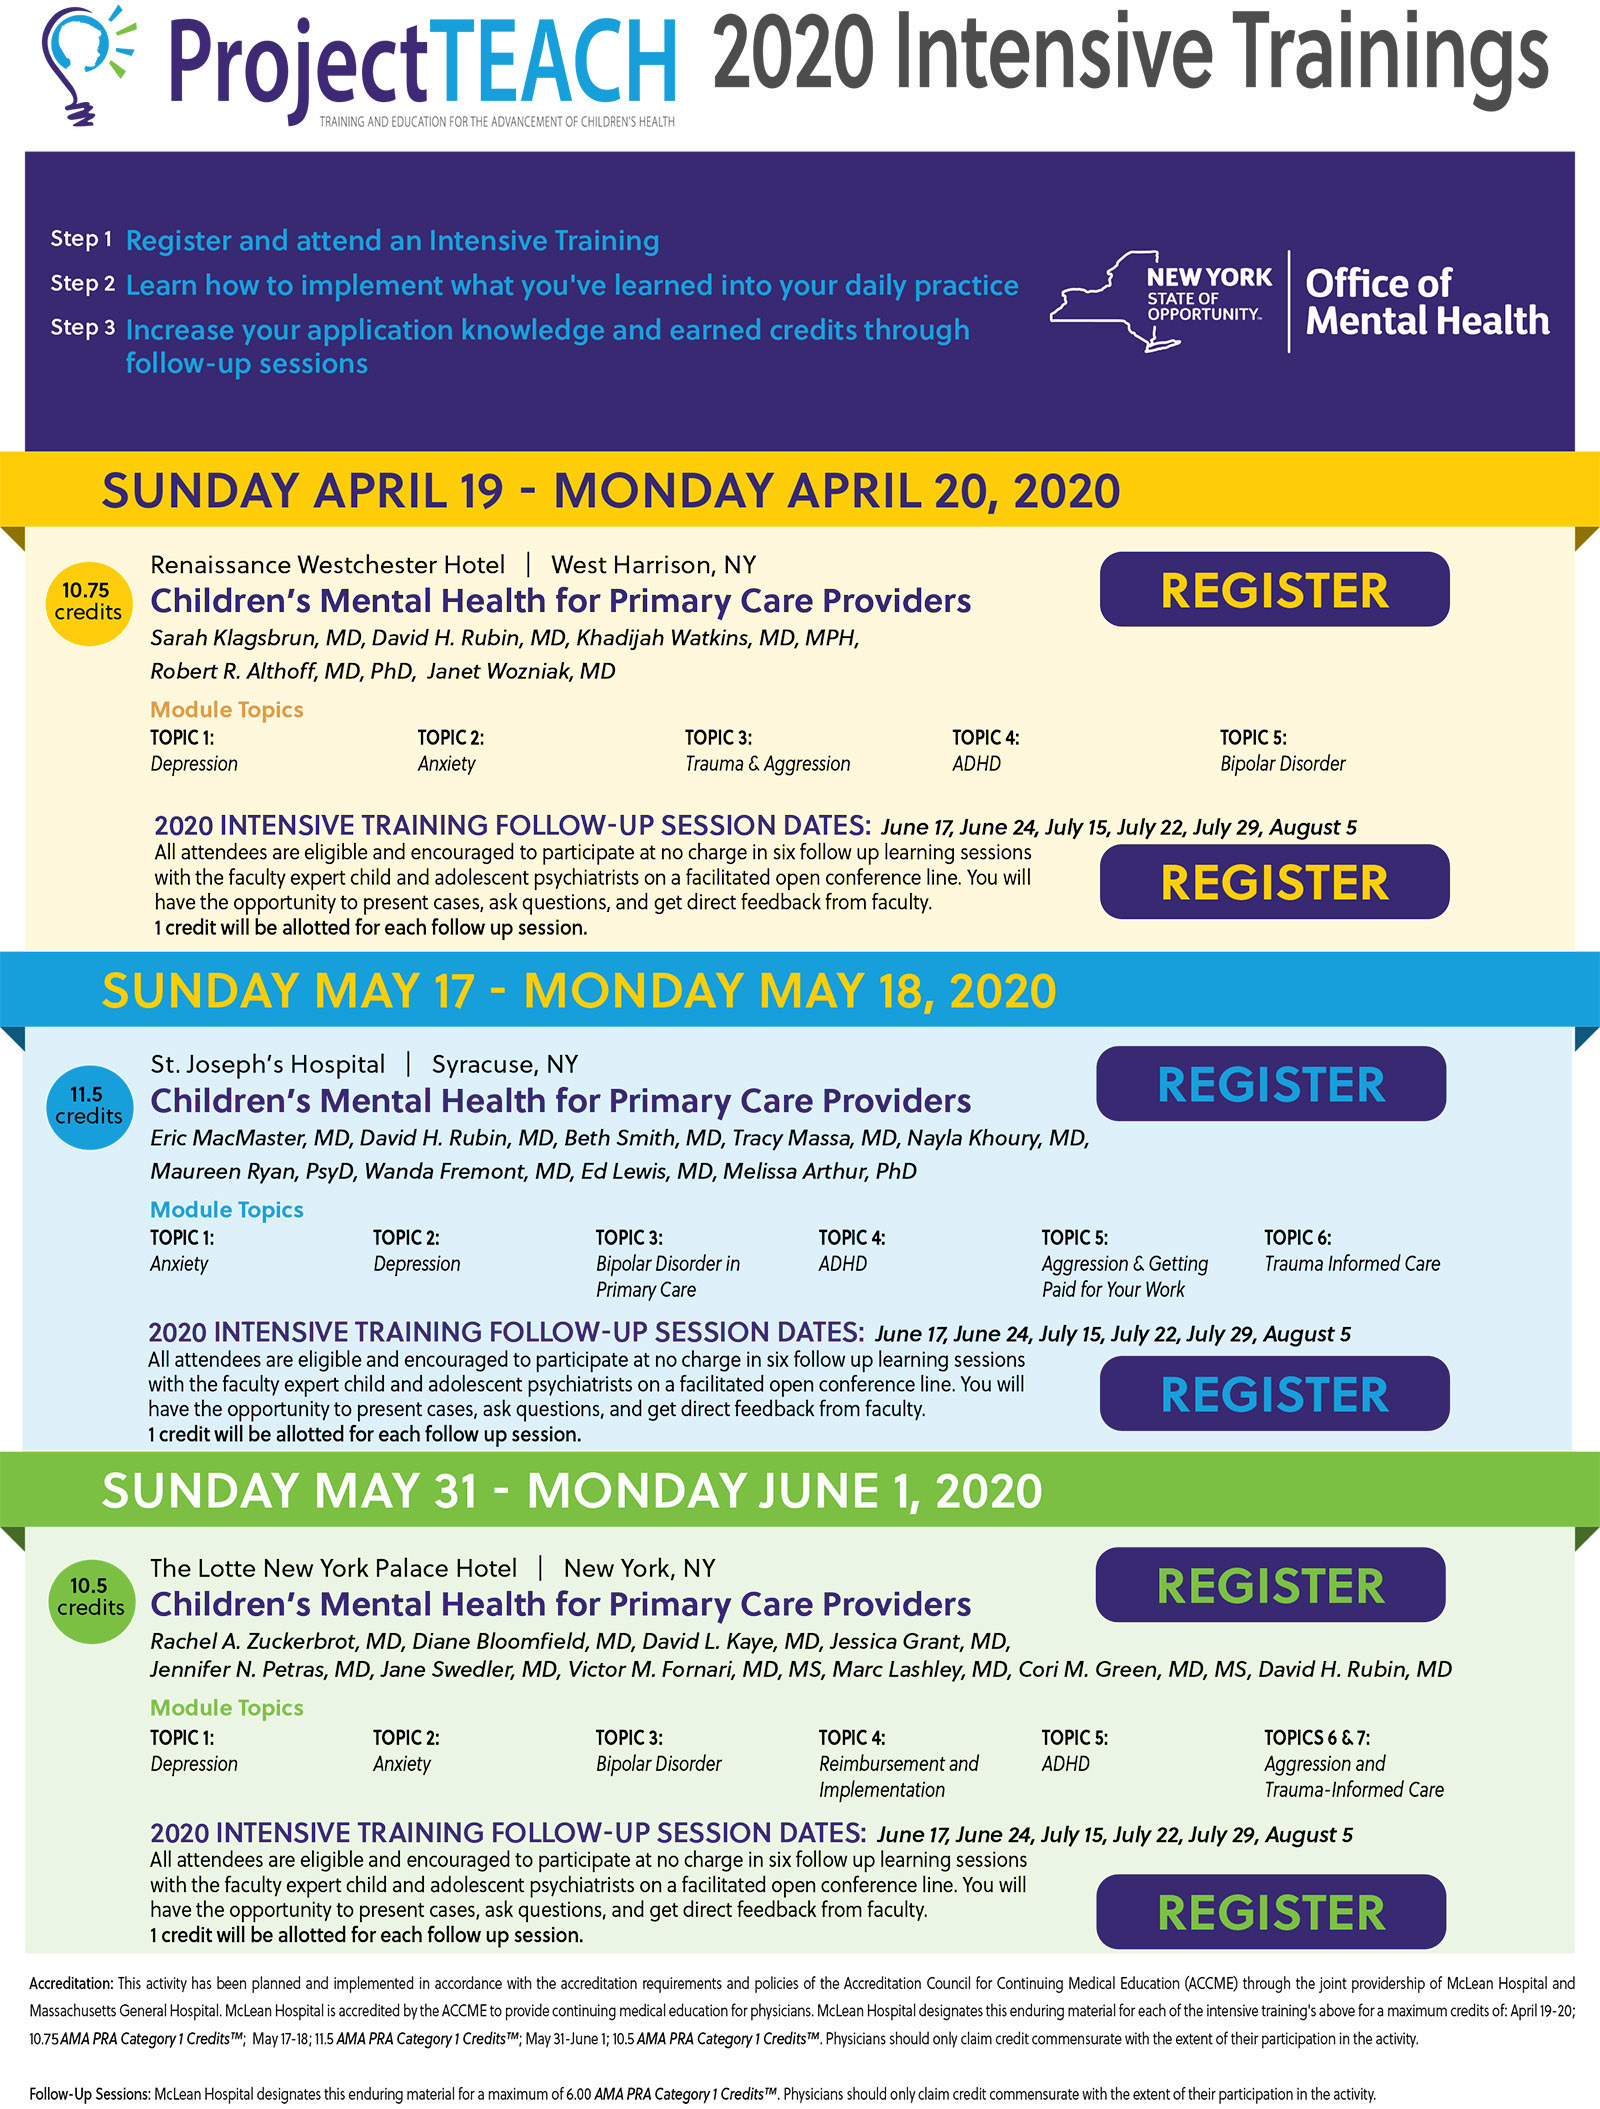 ProjectTEACH 2020 Intensive Trainings
TRAINING AND EDUCATION FOR THE ADVANCEMENT OF CHILDREN'S HEALTH
Step 1 Register and attend an Intensive Training
Step 2 Learn how to implement what you've learned into your daily practice
Step 3 Increase your application knowledge and earned credits through
follow-up sessions
NEW YORK
STATE OF
OPPORTUNITY™
Office of
Mental Health
SUNDAY APRIL 19 - MONDAY APRIL 20, 2020
10.75
credits
Renaissance Westchester Hotel | West Harrison, NY
Children's Mental Health for Primary Care Providers
Sarah Klagsbrun, MD, David H. Rubin, MD, Khadijah Watkins, MD, MPH,
Robert R. Althoff, MD, PhD, Janet Wozniak, MD
REGISTER
Module Topics
TOPIC 1: TOPIC 2: TOPIC 3: TOPIC 4: TOPIC 5:
Depression Anxiety Trauma & Aggression ADHD Bipolar Disorder
2020 INTENSIVE TRAINING FOLLOW-UP SESSION DATES: June 17, June 24, July 15, July 22, July 29, August 5
All attendees are eligible and encouraged to participate at no charge in six follow up learning sessions
with the faculty expert child and adolescent psychiatrists on a facilitated open conference line. You will
have the opportunity to present cases, ask questions, and get direct feedback from faculty.
1 credit will be allotted for each follow up session.
REGISTER
SUNDAY MAY 17 - MONDAY MAY 18, 2020
11.5
credits
St. Joseph's Hospital | Syracuse, NY
Children's Mental Health for Primary Care Providers
Eric MacMaster, MD, David H. Rubin, MD, Beth Smith, MD, Tracy Massa, MD, Nayla Khoury, MD,
Maureen Ryan, PsyD, Wanda Fremont, MD, Ed Lewis, MD, Melissa Arthur, PhD
REGISTER
Module Topics
TOPIC 1: TOPIC 2: TOPIC 3: TOPIC 4: TOPIC 5: TOPIC 6:
Anxiety Depression Bipolar Disorder in ADHD Aggression & Getting Trauma Informed Care
Primary Care Paid for Your Work
2020 INTENSIVE TRAINING FOLLOW-UP SESSION DATES: June 17, June 24, July 15, July 22, July 29, August 5
All attendees are eligible and encouraged to participate at no charge in six follow up learning sessions
with the faculty expert child and adolescent psychiatrists on a facilitated open conference line. You will
have the opportunity to present cases, ask questions, and get direct feedback from faculty.
1 credit will be allotted for each follow up session.
REGISTER
SUNDAY MAY 31 - MONDAY JUNE 1, 2020
10.5
credits
The Lotte New York Palace Hotel | New York, NY
Children's Mental Health for Primary Care Providers
Rachel A. Zuckerbrot, MD, Diane Bloomfield, MD, David L. Kaye, MD, Jessica Grant, MD,
Jennifer N. Petras, MD, Jane Swedler, MD, Victor M. Fornari, MD, MS, Marc Lashley, MD, Cori M. Green, MD, MS, David H. Rubin, MD
REGISTER
Module Topics
TOPIC 1: TOPIC 2: TOPIC 3: TOPIC 4: TOPIC 5: TOPICS 6 & 7:
Depression Anxiety Bipolar Disorder Reimbursement and ADHD Aggression and
Implementation Trauma-Informed Care
2020 INTENSIVE TRAINING FOLLOW-UP SESSION DATES: June 17, June 24, July 15, July 22, July 29, August 5
All attendees are eligible and encouraged to participate at no charge in six follow up learning sessions
with the faculty expert child and adolescent psychiatrists on a facilitated open conference line. You will
have the opportunity to present cases, ask questions, and get direct feedback from faculty.
1 credit will be allotted for each follow up session.
REGISTER
Accreditation: This activity has been planned and implemented in accordance with the accreditation requirements and policies of the Accreditation Council for Continuing Medical Education (ACCME) through the joint providership of McLean Hospital and
Massachusetts General Hospital. McLean Hospital is accredited by the ACCME to provide continuing medical education for physicians. McLean Hospital designates this enduring material for each of the intensive training's above for a maximum credits of: April 19-20;
10.75 AMA PRA Category 1 Credits™; May 17-18; 11.5 AMA PRA Category 1 Credits™; May 31-June 1; 10.5 AMA PRA Category 1 Credits™. Physicians should only claim credit commensurate with the extent of their participation in the activity.
Follow-Up Sessions: McLean Hospital designates this enduring material for a maximum of 6.00 AMA PRA Category 1 Credits™. Physicians should only claim credit commensurate with the extent of their participation in the activity.